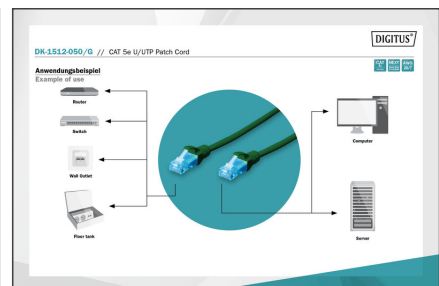 DIGITUS®
DK-1512-050/G // CAT 5e U/UTP Patch Cord
Anwendungsbeispiel
Example of use
Router
Switch
Wall Outlet
Floor tank
Computer
Server